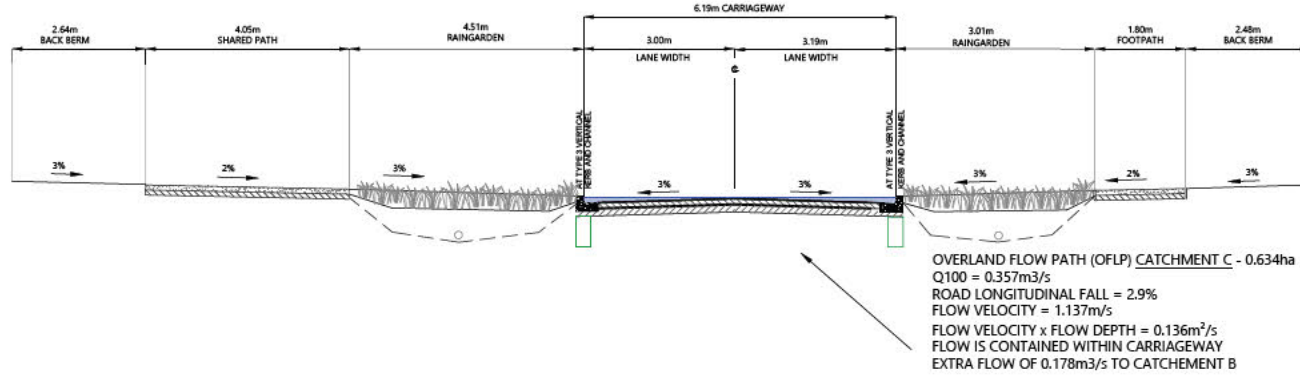 6.19m CARRIAGEWAY
2.64m
BACK BERM
4.05m
SHARED PATH
4.51m
RAINGARDEN
3.00m
LANE WIDTH
3.19m
LANE WIDTH
3.01m
RAINGARDEN
1.80m
FOOTPATH
2.48m
BACK BERM
℄
AT TYPE 3 VERTICAL
KERB AND CHANNEL
AT TYPE 3 VERTICAL
KERB AND CHANNEL
3%
2%
3%
3%
3%
3%
2%
3%
OVERLAND FLOW PATH (OFLP) CATCHMENT C - 0.634ha
Q100 = 0.357m3/s
ROAD LONGITUDINAL FALL = 2.9%
FLOW VELOCITY = 1.137m/s
FLOW VELOCITY x FLOW DEPTH = 0.136m²/s
FLOW IS CONTAINED WITHIN CARRIAGEWAY
EXTRA FLOW OF 0.178m3/s TO CATCHEMENT B